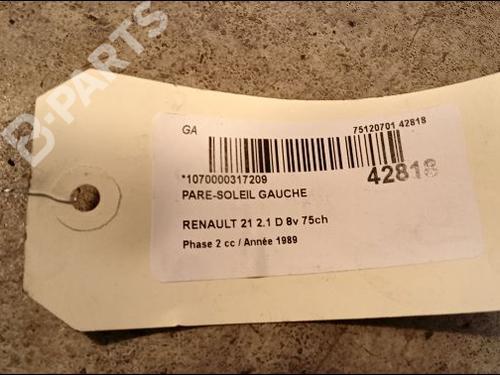 B-PARTS
GA 75120701 42818
*1070000317209 42818
PARE-SOLEIL GAUCHE
RENAULT 21 2.1 D 8v 75ch
Phase 2 cc / Année 1989